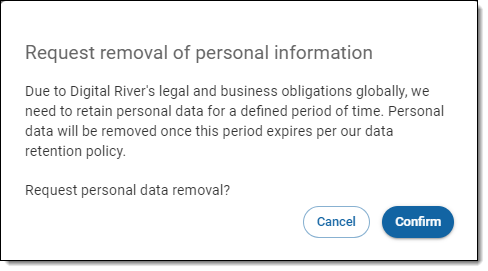 Request removal of personal information
Due to Digital River's legal and business obligations globally, we
need to retain personal data for a defined period of time. Personal
data will be removed once this period expires per our data
retention policy.
Request personal data removal?
Cancel
Confirm